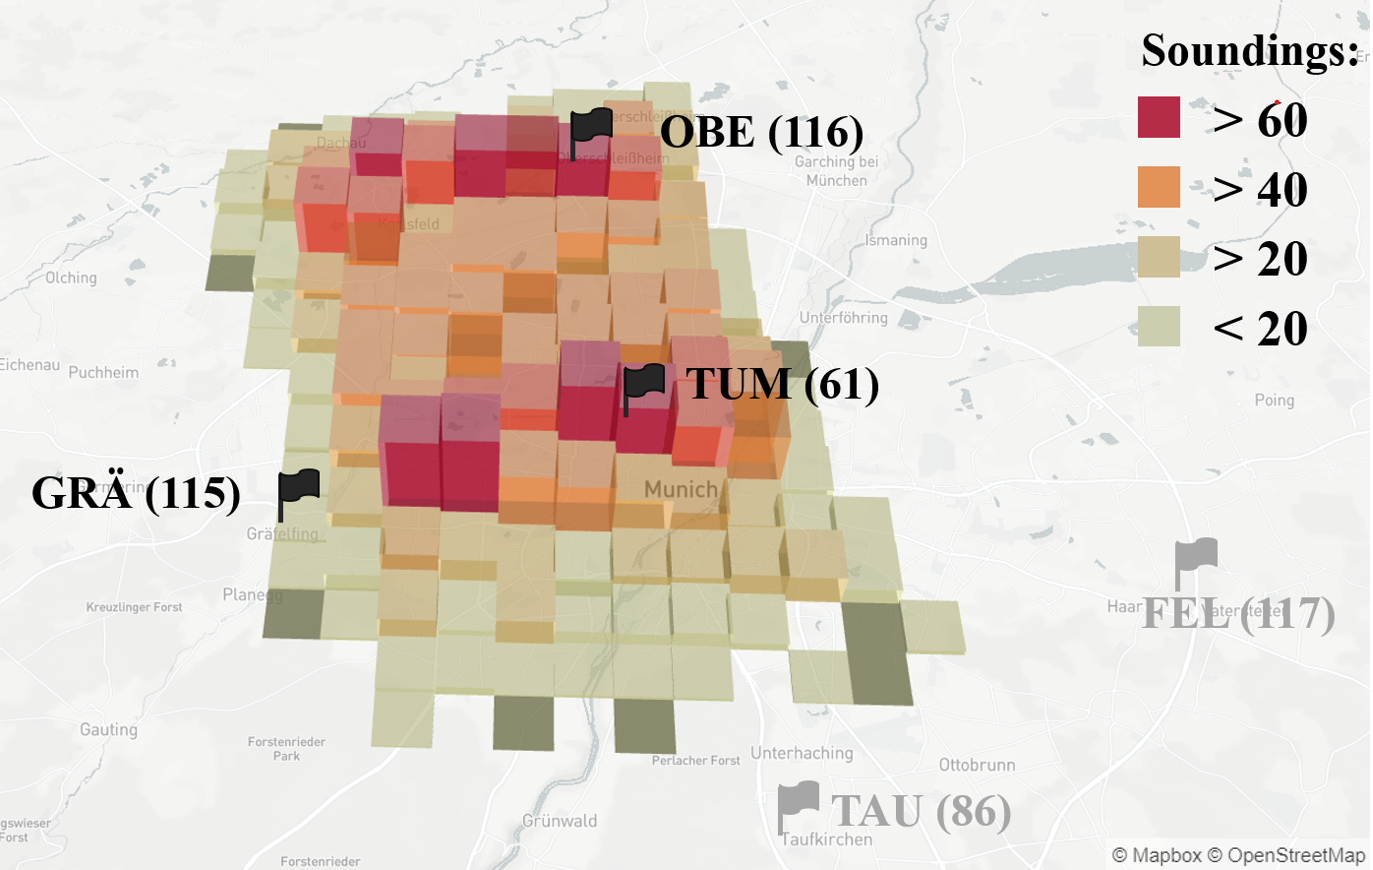 Soundings:
> 60
> 40
> 20
< 20
OBE (116)
Dachau
Garching bei
München
Karlsfeld
Ismaning
Olching
Unterföhring
Eichenau
Puchheim
TUM (61)
Poing
GRÄ (115)
Munich
Gräfelfing
Planegg
Kreuzlinger Forst
Haar
FEL (117)
Gauting
Forstenrieder
Park
Perlacher Forst
Unterhaching
Ottobrunn
TAU (86)
Taufkirchen
Grünwald
Forst
Forstenrieder
© Mapbox © OpenStreetMap